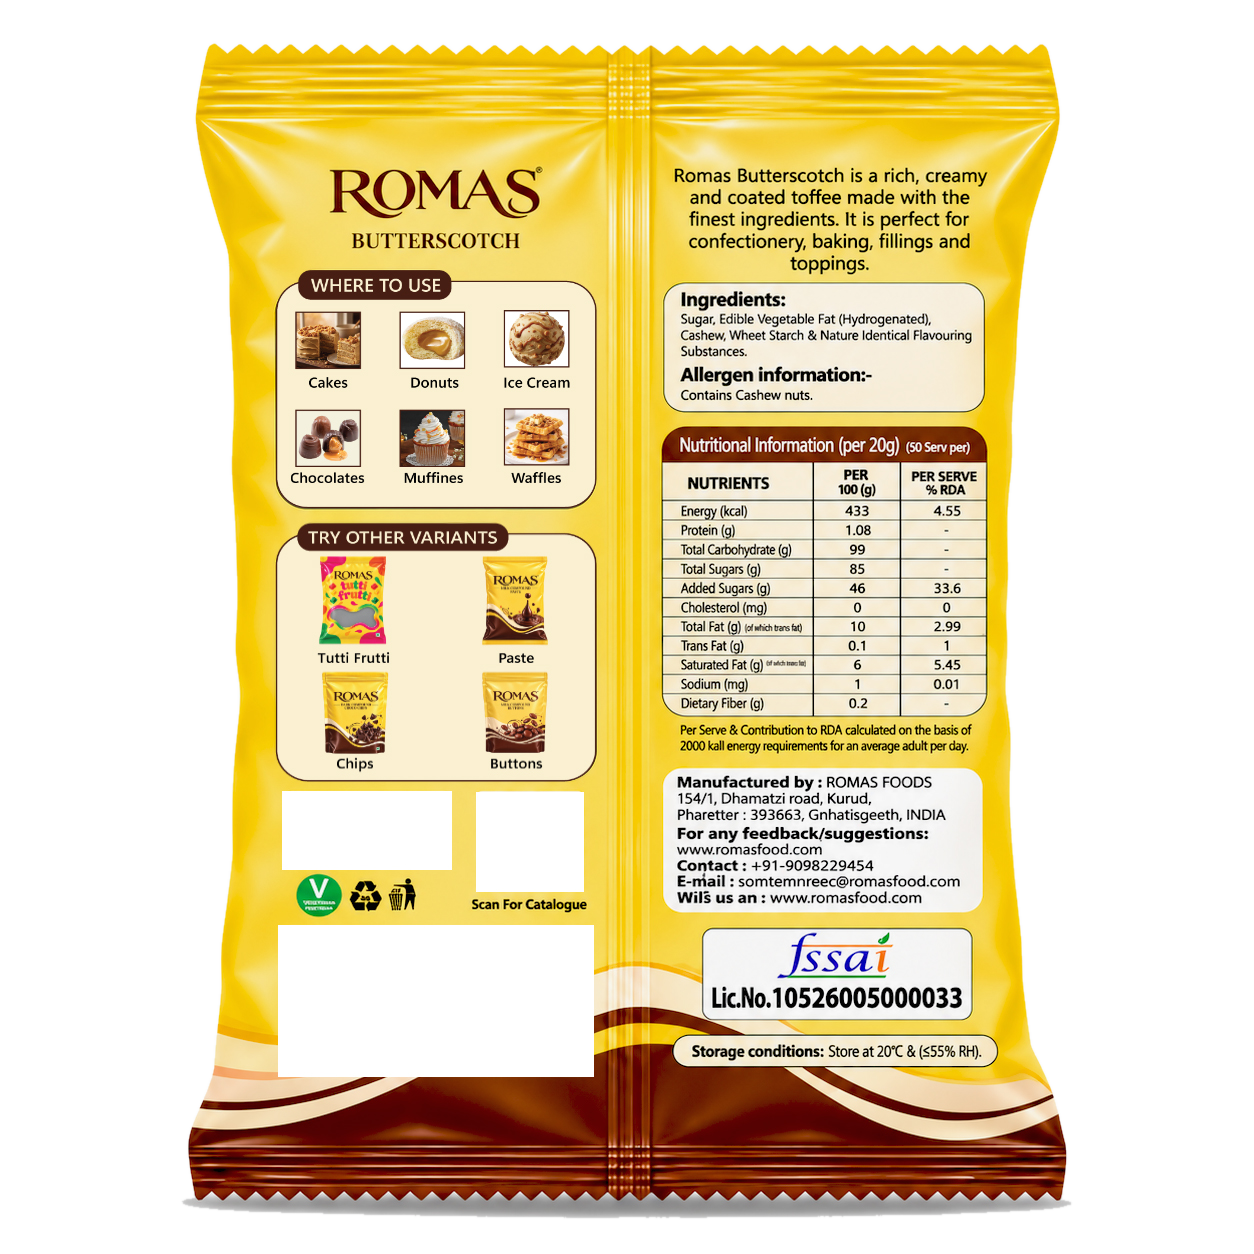 ROMAS®
BUTTERSCOTCH
WHERE TO USE
Cakes
Donuts
Ice Cream
Chocolates
Muffines
Waffles
TRY OTHER VARIANTS
ROMAS
tutti
frutti
Tutti Frutti
ROMAS
Paste
ROMAS
Chips
ROMAS
Buttons
V
Scan For Catalogue
Romas Butterscotch is a rich, creamy
and coated toffee made with the
finest ingredients. It is perfect for
confectionery, baking, fillings and
toppings.
Ingredients:
Sugar, Edible Vegetable Fat (Hydrogenated),
Cashew, Wheet Starch & Nature Identical Flavouring
Substances.
Allergen information:-
Contains Cashew nuts.
Nutritional Information (per 20g) (50 Serv per)
NUTRIENTS PER 100 (g) PER SERVE % RDA
Energy (kcal) 433 4.55
Protein (g) 1.08 -
Total Carbohydrate (g) 99 -
Total Sugars (g) 85 -
Added Sugars (g) 46 33.6
Cholesterol (mg) 0 0
Total Fat (g) (of which trans fat) 10 2.99
Trans Fat (g) 0.1 1
Saturated Fat (g) 6 5.45
Sodium (mg) 1 0.01
Dietary Fiber (g) 0.2 -
Per Serve & Contribution to RDA calculated on the basis of
2000 kall energy requirements for an average adult per day.
Manufactured by : ROMAS FOODS
154/1, Dhamatzi road, Kurud,
Pharetter : 393663, Gnhatisgeeth, INDIA
For any feedback/suggestions:
www.romasfood.com
Contact : +91-9098229454
E-mail : somtemnreec@romasfood.com
Wils us an : www.romasfood.com
fssai
Lic.No.10526005000033
Storage conditions: Store at 20°C & (≤55% RH).